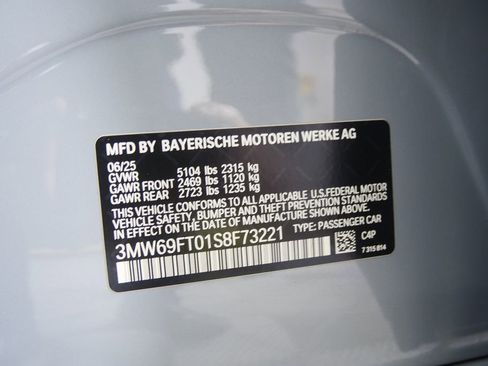 MFD BY BAYERISCHE MOTOREN WERKE AG
06/25
GVWR 5104 lbs 2315 kg
GAWR FRONT 2469 lbs 1120 kg
GAWR REAR 2723 lbs 1235 kg
THIS VEHICLE CONFORMS TO ALL APPLICABLE U.S.FEDERAL MOTOR
VEHICLE SAFETY, BUMPER AND THEFT PREVENTION STANDARDS
IN EFFECT ON THE DATE OF MANUFACTURE SHOWN ABOVE.
3MW69FT01S8F73221 TYPE: PASSENGER CAR
C4P
7 315 814